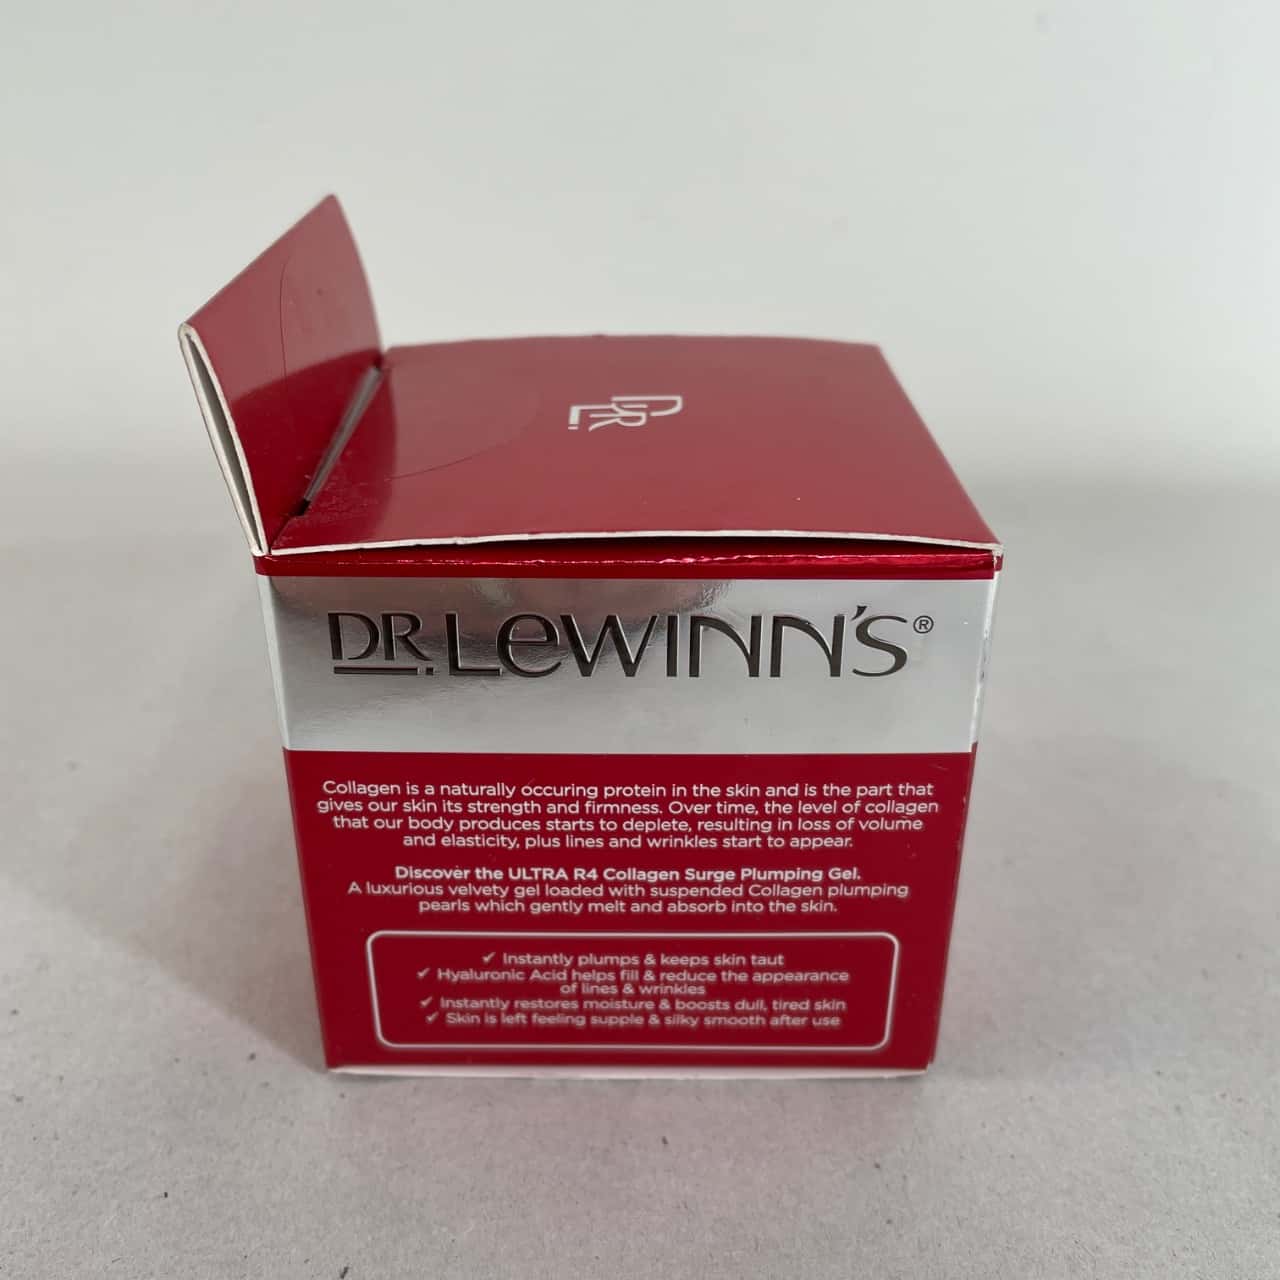 DLR.
DR. LEWINN'S®
Collagen is a naturally occuring protein in the skin and is the part that
gives our skin its strength and firmness. Over time, the level of collagen
that our body produces starts to deplete, resulting in loss of volume
and elasticity, plus lines and wrinkles start to appear.
Discover the ULTRA R4 Collagen Surge Plumping Gel.
A luxurious velvety gel loaded with suspended Collagen plumping
pearls which gently melt and absorb into the skin.
✓ Instantly plumps & keeps skin taut
✓ Hyaluronic Acid helps fill & reduce the appearance
of lines & wrinkles
✓ Instantly restores moisture & boosts dull, tired skin
✓ Skin is left feeling supple & silky smooth after use